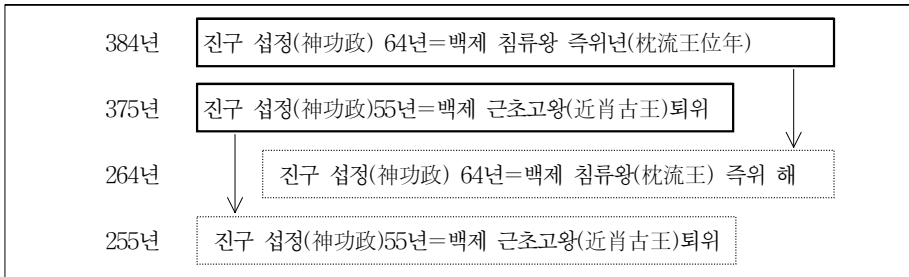 384년 진구 섭정(神功政) 64년=백제 침류왕 즉위년(枕流王位年)
375년 진구 섭정(神功政)55년=백제 근초고왕(近肖古王)퇴위
264년 진구 섭정(神功政) 64년=백제 침류왕(枕流王) 즉위 해
255년 진구 섭정(神功政)55년=백제 근초고왕(近肖古王)퇴위